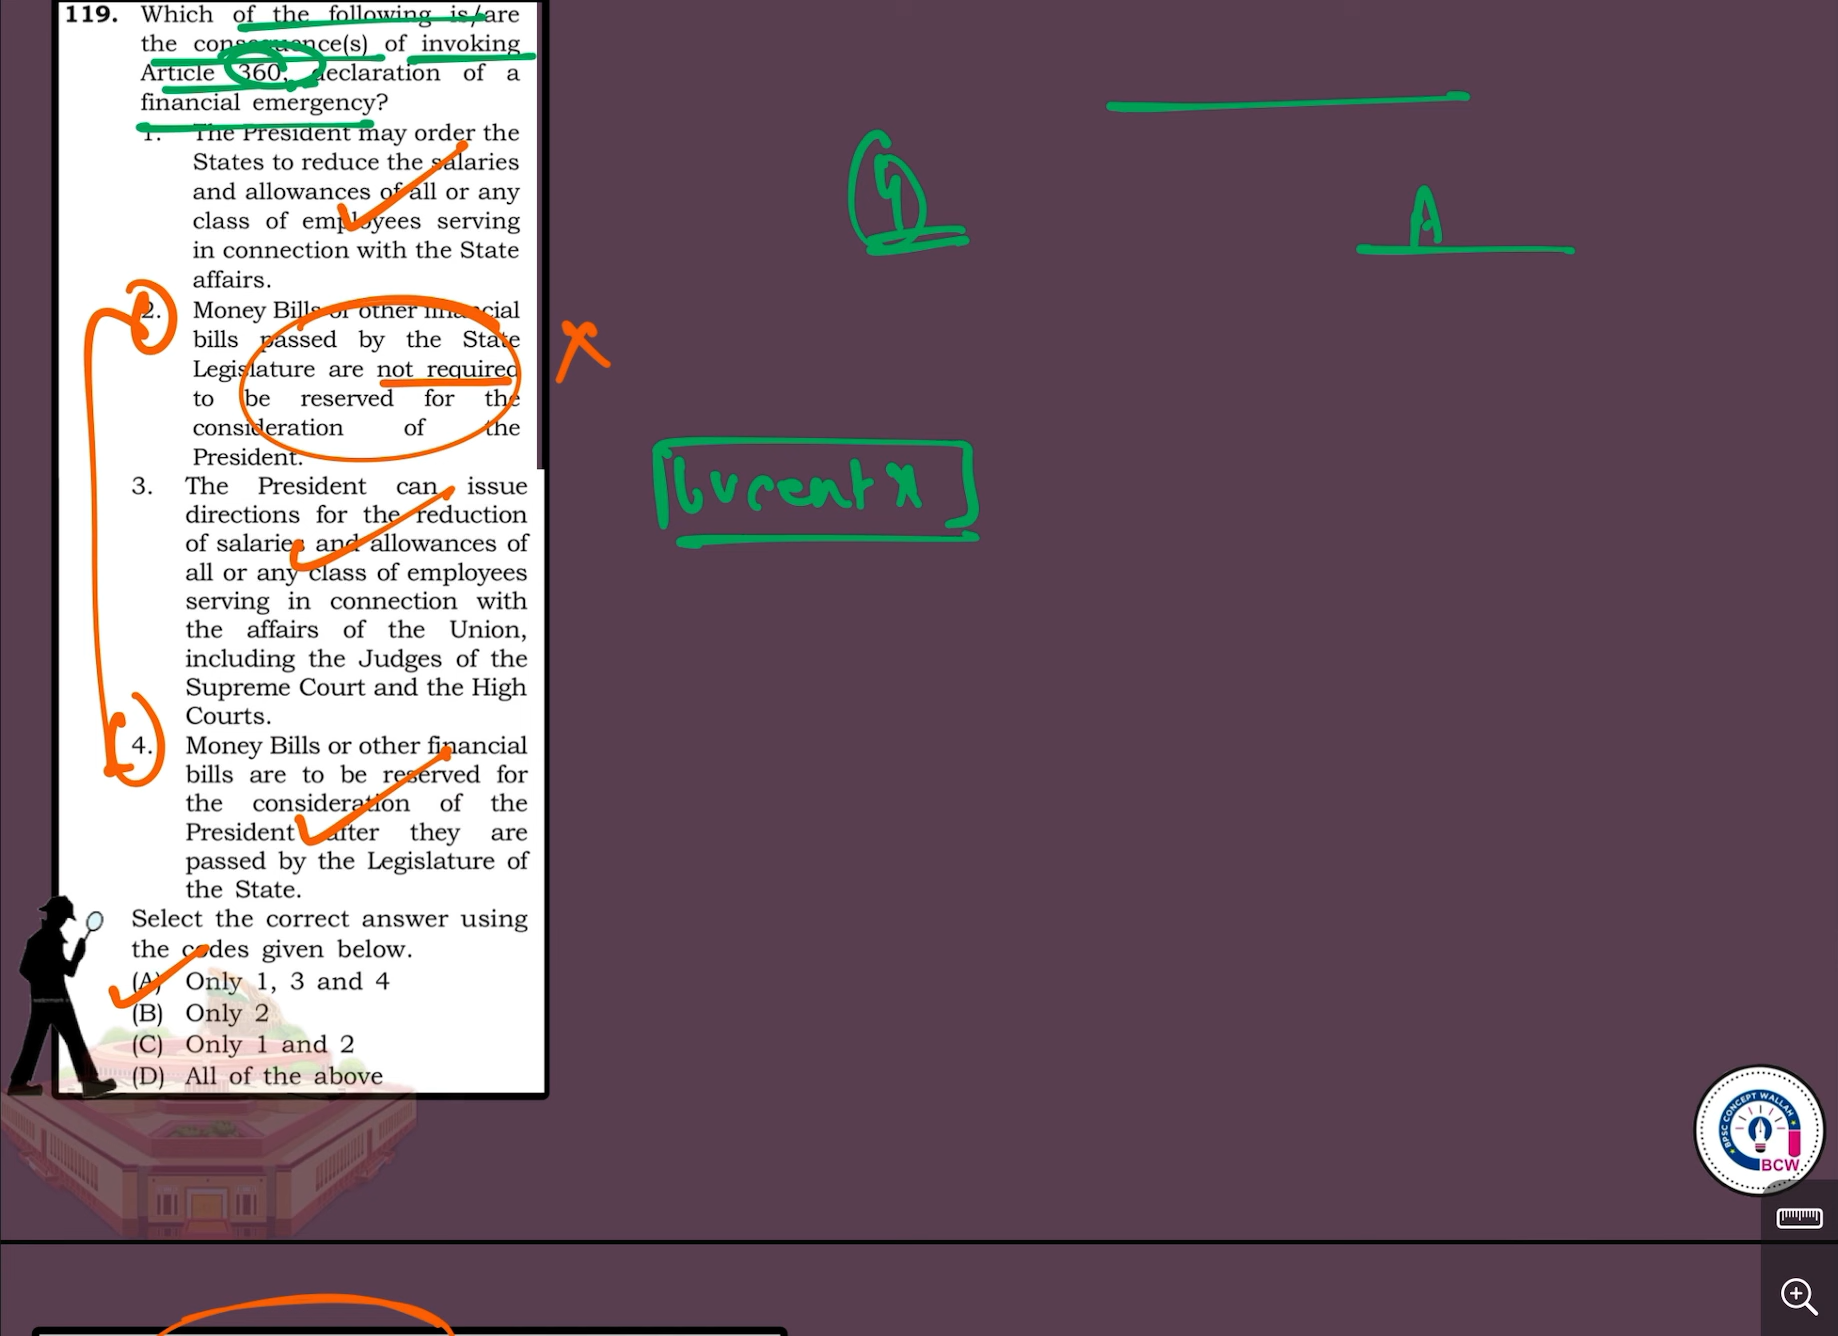 119. Which of the following is/are
the consequence(s) of invoking
Article 360, declaration of a
financial emergency?
1. The President may order the
States to reduce the salaries
and allowances of all or any
class of employees serving
in connection with the State
affairs.
2. Money Bills or other financial
bills passed by the State
Legislature are not required
to be reserved for the
consideration of the
President.
3. The President can issue
directions for the reduction
of salaries and allowances of
all or any class of employees
serving in connection with
the affairs of the Union,
including the Judges of the
Supreme Court and the High
Courts.
4. Money Bills or other financial
bills are to be reserved for
the consideration of the
President after they are
passed by the Legislature of
the State.
Select the correct answer using
the codes given below.
(A) Only 1, 3 and 4
(B) Only 2
(C) Only 1 and 2
(D) All of the above
A
BPSC CONCEPT WALLAH
BCW